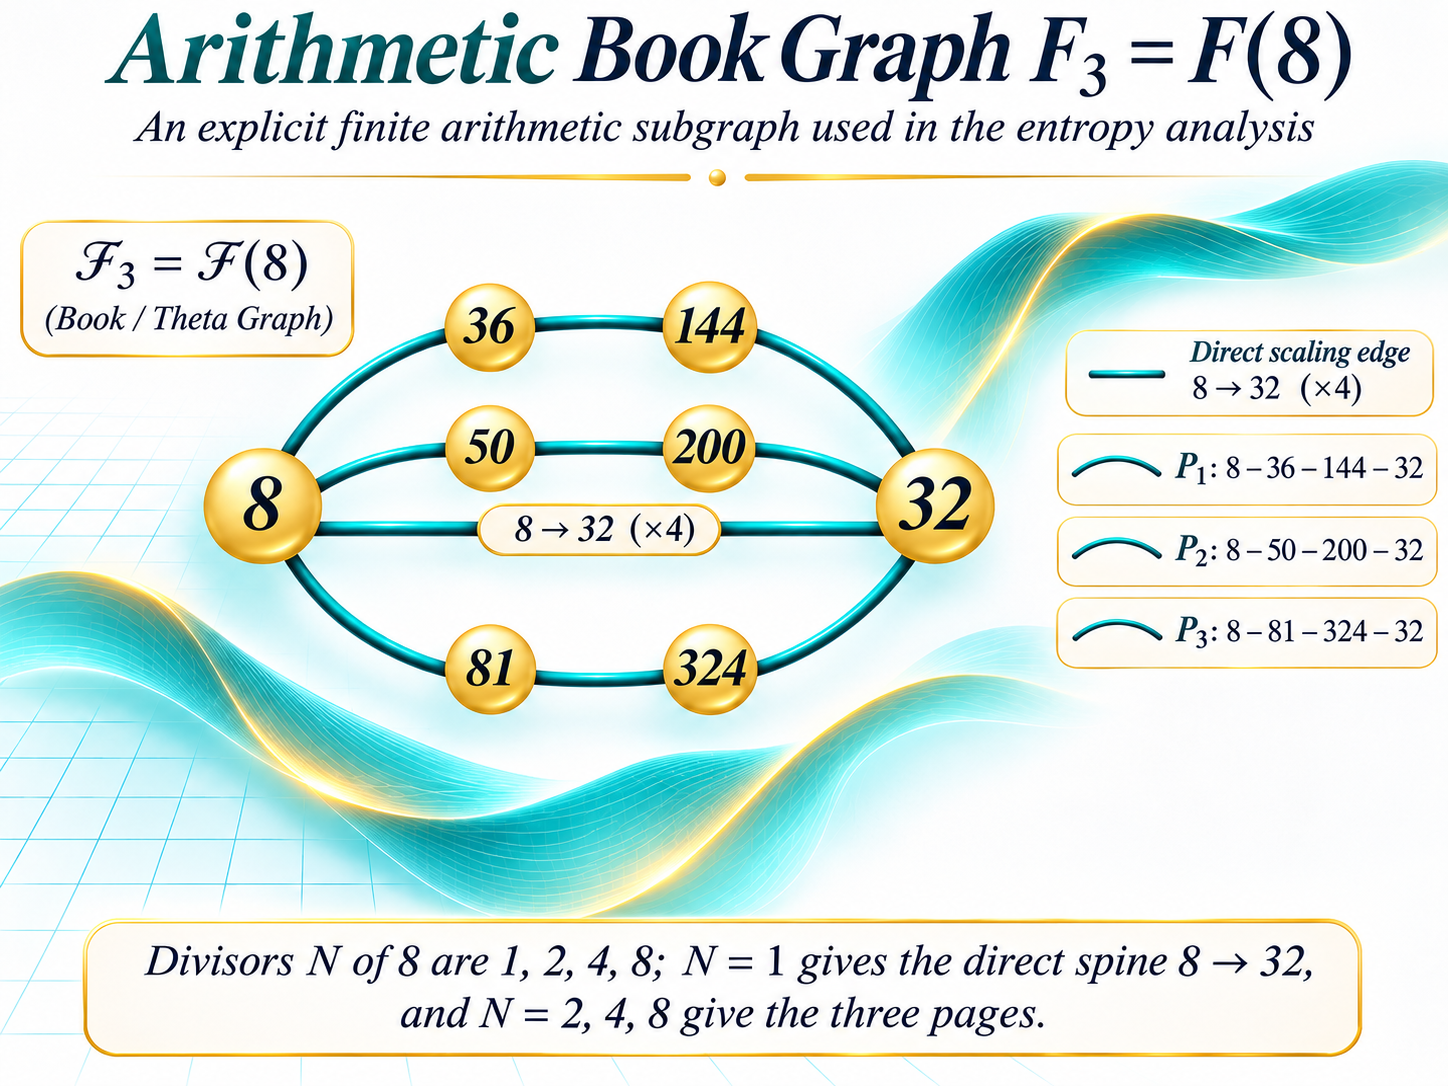 Arithmetic Book Graph F₃ = F(8)
An explicit finite arithmetic subgraph used in the entropy analysis
ℱ₃ = ℱ(8)
(Book / Theta Graph)
36
144
50
200
8
32
8 → 32 (×4)
81
324
Direct scaling edge
8 → 32 (×4)
P₁: 8 – 36 – 144 – 32
P₂: 8 – 50 – 200 – 32
P₃: 8 – 81 – 324 – 32
Divisors N of 8 are 1, 2, 4, 8; N = 1 gives the direct spine 8 → 32,
and N = 2, 4, 8 give the three pages.